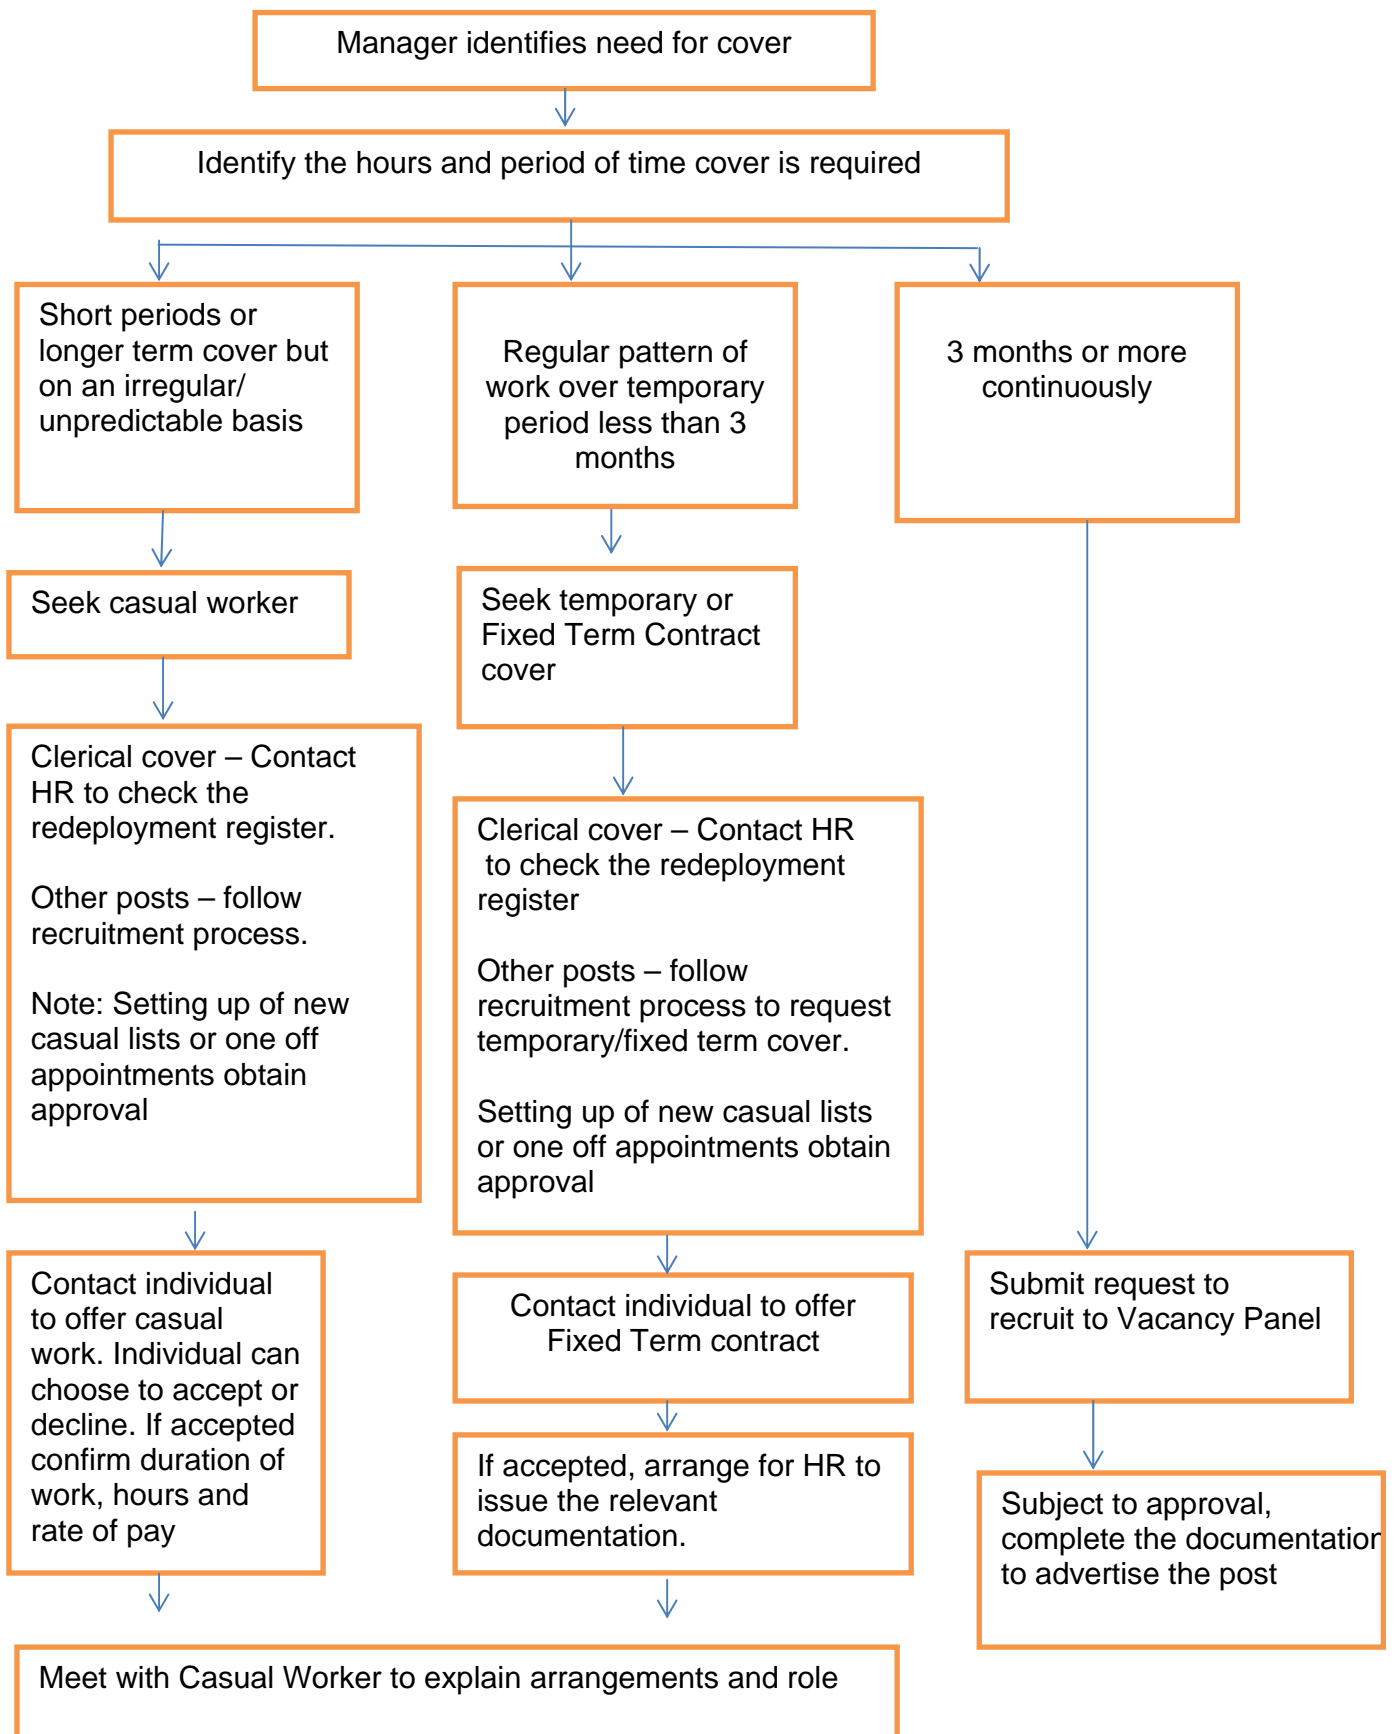 Manager identifies need for cover
Identify the hours and period of time cover is required
Short periods or
longer term cover but
on an irregular/
unpredictable basis
Regular pattern of
work over temporary
period less than 3
months
3 months or more
continuously
Seek casual worker
Seek temporary or
Fixed Term Contract
cover
Clerical cover – Contact
HR to check the
redeployment register.
Other posts – follow
recruitment process.
Note: Setting up of new
casual lists or one off
appointments obtain
approval
Clerical cover – Contact HR
to check the redeployment
register
Other posts – follow
recruitment process to request
temporary/fixed term cover.
Setting up of new casual lists
or one off appointments obtain
approval
Contact individual
to offer casual
work. Individual can
choose to accept or
decline. If accepted
confirm duration of
work, hours and
rate of pay
Contact individual to offer
Fixed Term contract
Submit request to
recruit to Vacancy Panel
If accepted, arrange for HR to
issue the relevant
documentation.
Subject to approval,
complete the documentation
to advertise the post
Meet with Casual Worker to explain arrangements and role